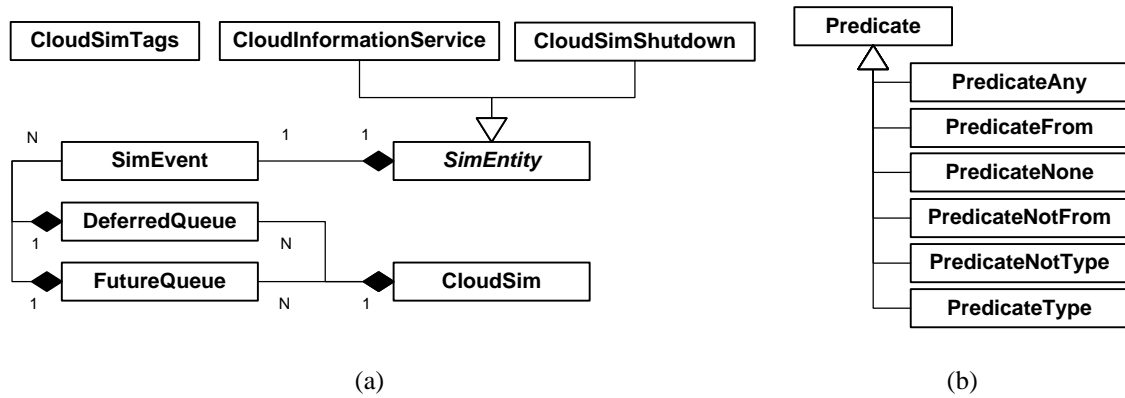 CloudSimTags
CloudInformationService
CloudSimShutdown
N
1
1
SimEvent
SimEntity
DeferredQueue
1
N
FutureQueue
CloudSim
1
N
1
(a)
Predicate
PredicateAny
PredicateFrom
PredicateNone
PredicateNotFrom
PredicateNotType
PredicateType
(b)